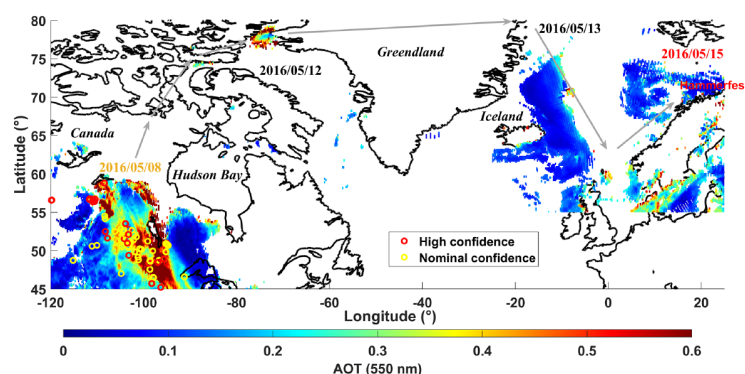 80
75
70
65
60
55
50
45
Latitude (°)
-120
-100
-80
-60
-40
-20
0
20
Longitude (°)
Greendland
2016/05/13
2016/05/15
2016/05/12
Hammerfes
Iceland
Canada
2016/05/08
Hudson Bay
High confidence
Nominal confidence
0
0.1
0.2
0.3
0.4
0.5
0.6
AOT (550 nm)